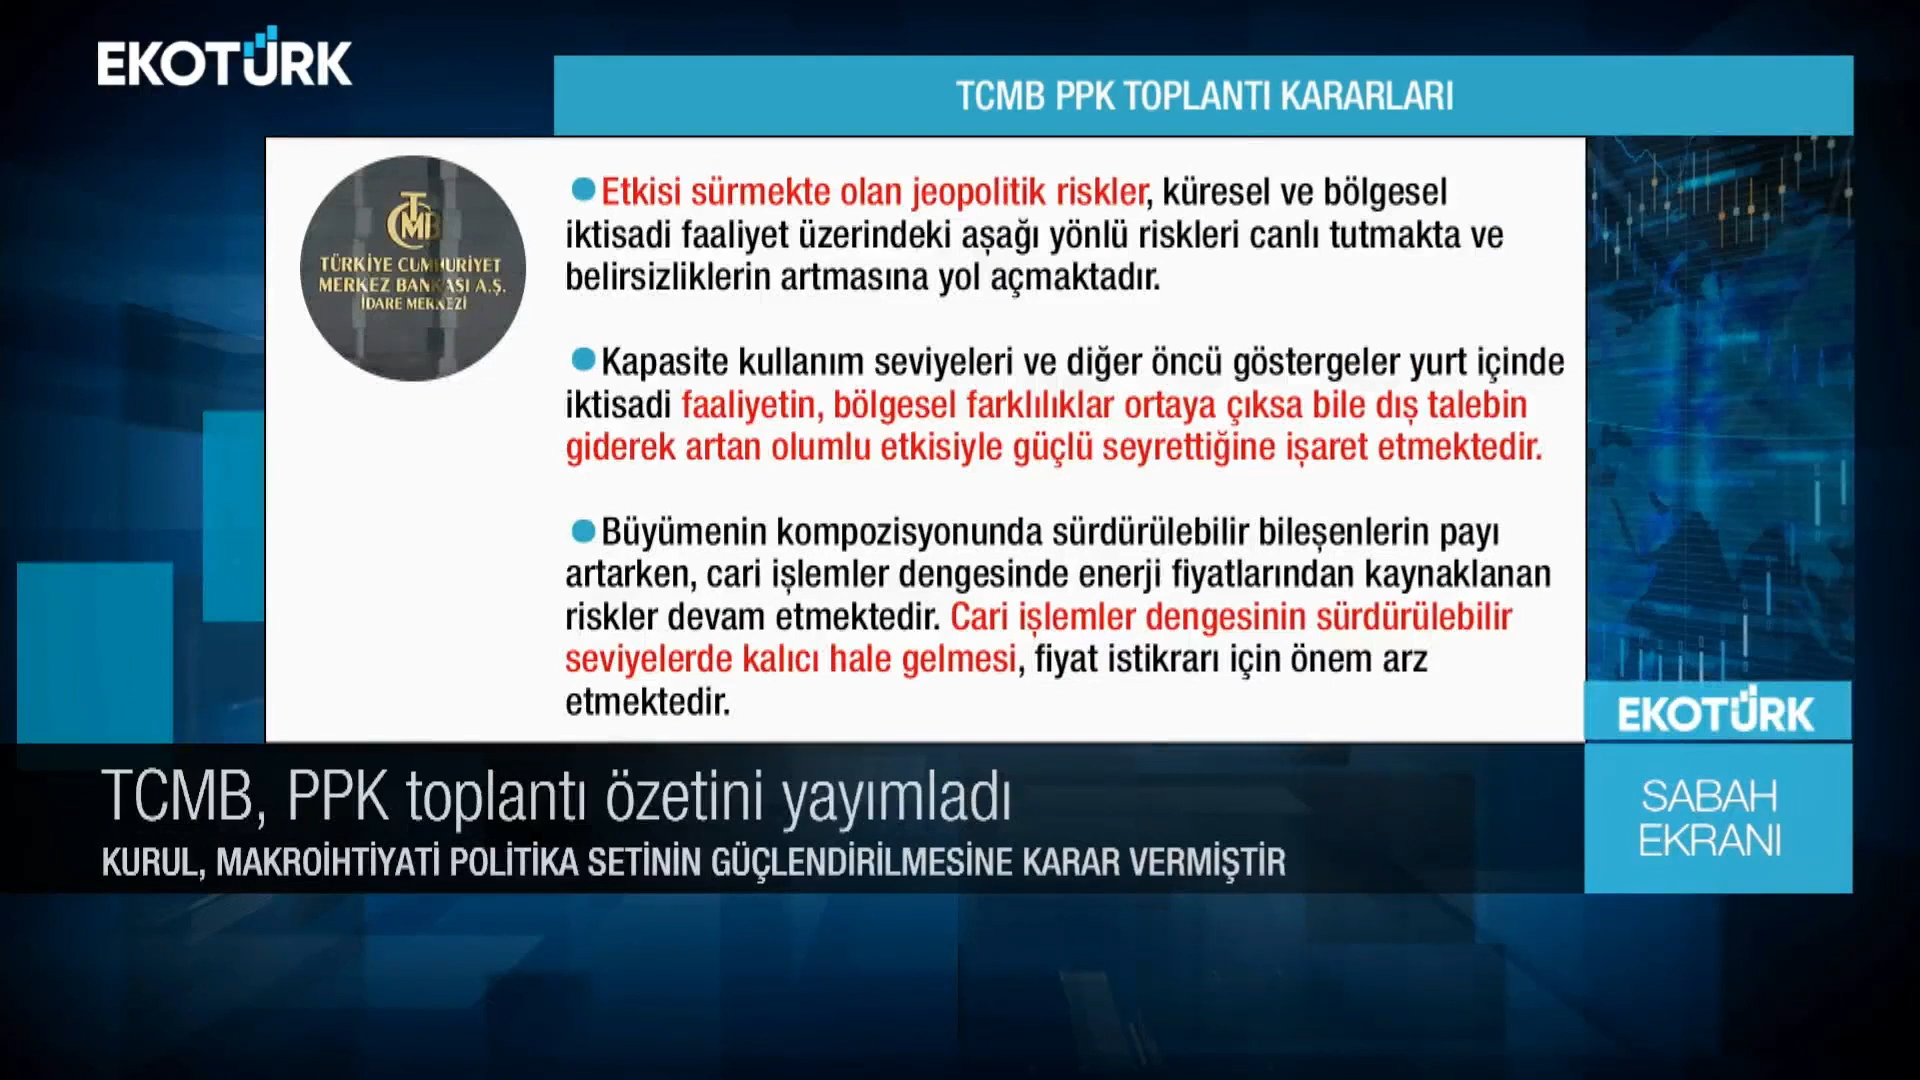 EKOTÜRK
TCMB PPK TOPLANTI KARARLARI
TCMB
TÜRKİYE CUMHURİYET
MERKEZ BANKASI A.Ş.
İDARE MERKEZİ
●Etkisi sürmekte olan jeopolitik riskler, küresel ve bölgesel
iktisadi faaliyet üzerindeki aşağı yönlü riskleri canlı tutmakta ve
belirsizliklerin artmasına yol açmaktadır.
●Kapasite kullanım seviyeleri ve diğer öncü göstergeler yurt içinde
iktisadi faaliyetin, bölgesel farklılıklar ortaya çıksa bile dış talebin
giderek artan olumlu etkisiyle güçlü seyrettiğine işaret etmektedir.
●Büyümenin kompozisyonunda sürdürülebilir bileşenlerin payı
artarken, cari işlemler dengesinde enerji fiyatlarından kaynaklanan
riskler devam etmektedir. Cari işlemler dengesinin sürdürülebilir
seviyelerde kalıcı hale gelmesi, fiyat istikrarı için önem arz
etmektedir.
EKOTÜRK
TCMB, PPK toplantı özetini yayımladı
KURUL, MAKROİHTİYATİ POLİTİKA SETİNİN GÜÇLENDİRİLMESİNE KARAR VERMİŞTİR
SABAH
EKRANI